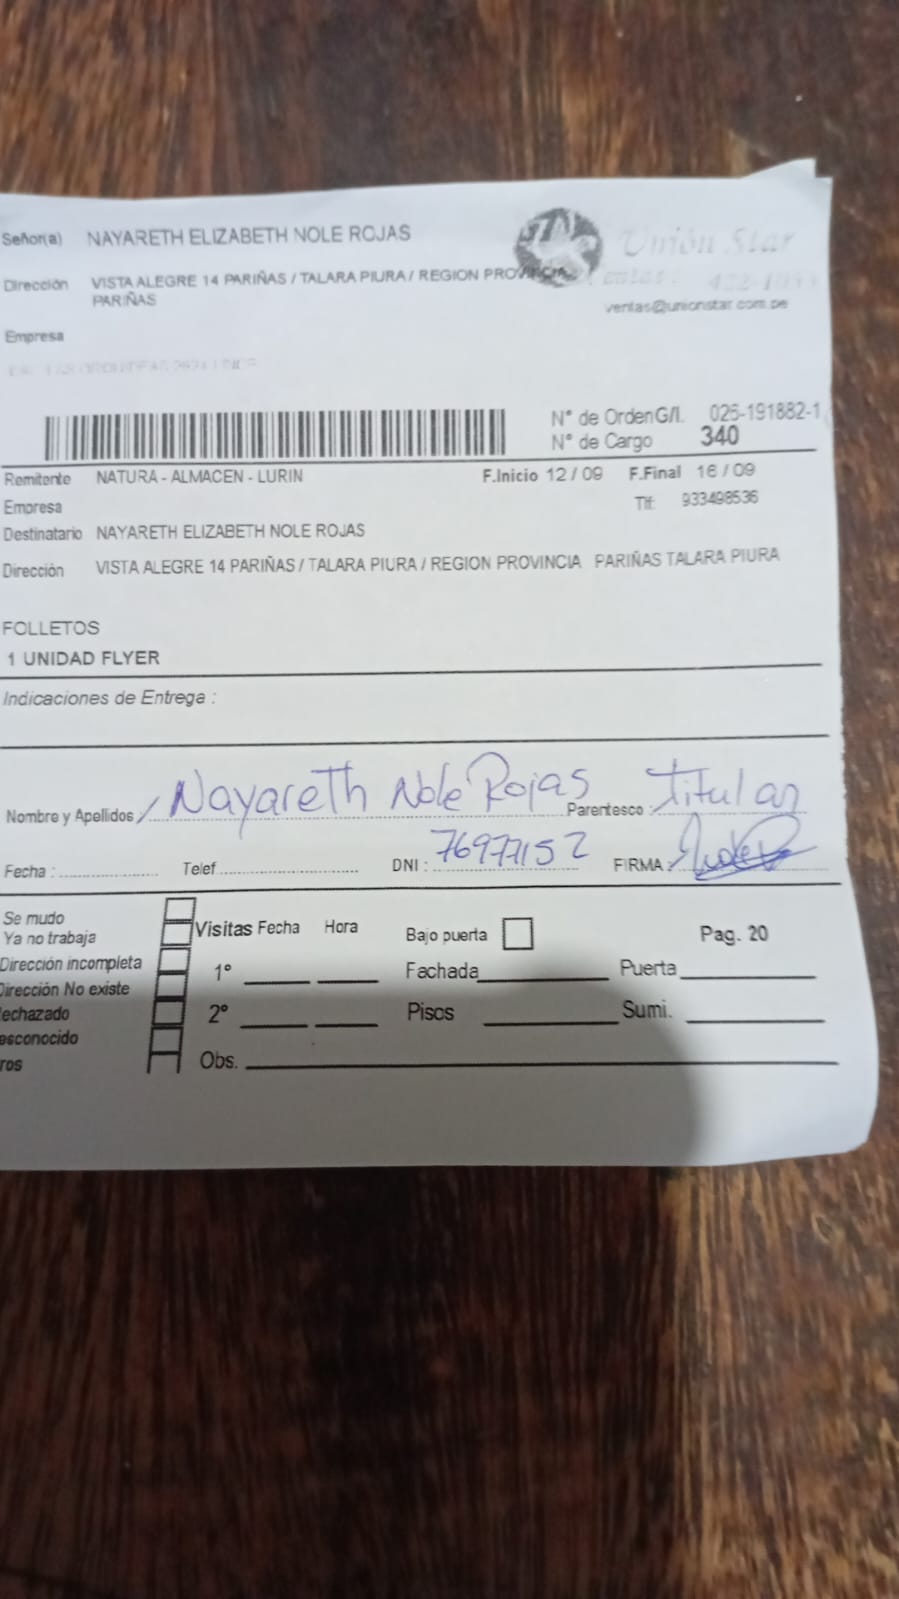 Señor(a) NAYARETH ELIZABETH NOLE ROJAS
Unión Star
Dirección VISTA ALEGRE 14 PARIÑAS / TALARA PIURA / REGION PROVINCIA
PARIÑAS
ventas@unionstar.com.pe
Empresa
N° de Orden G/I. 026-191882-1
N° de Cargo 340
Remitente NATURA - ALMACEN - LURIN F.Inicio 12 / 09 F.Final 16 / 09
Empresa Tlf: 933498536
Destinatario NAYARETH ELIZABETH NOLE ROJAS
Dirección VISTA ALEGRE 14 PARIÑAS / TALARA PIURA / REGION PROVINCIA PARIÑAS TALARA PIURA
FOLLETOS
1 UNIDAD FLYER
Indicaciones de Entrega :
Nombre y Apellidos Nayareth Nole Rojas Parentesco : Titular
Fecha : Telef DNI : 76977152 FIRMA :
Se mudo
Ya no trabaja Visitas Fecha Hora Bajo puerta Pag. 20
Dirección incompleta 1° Fachada Puerta
Dirección No existe
echazado 2° Pisos Sumi.
esconocido
ros Obs.